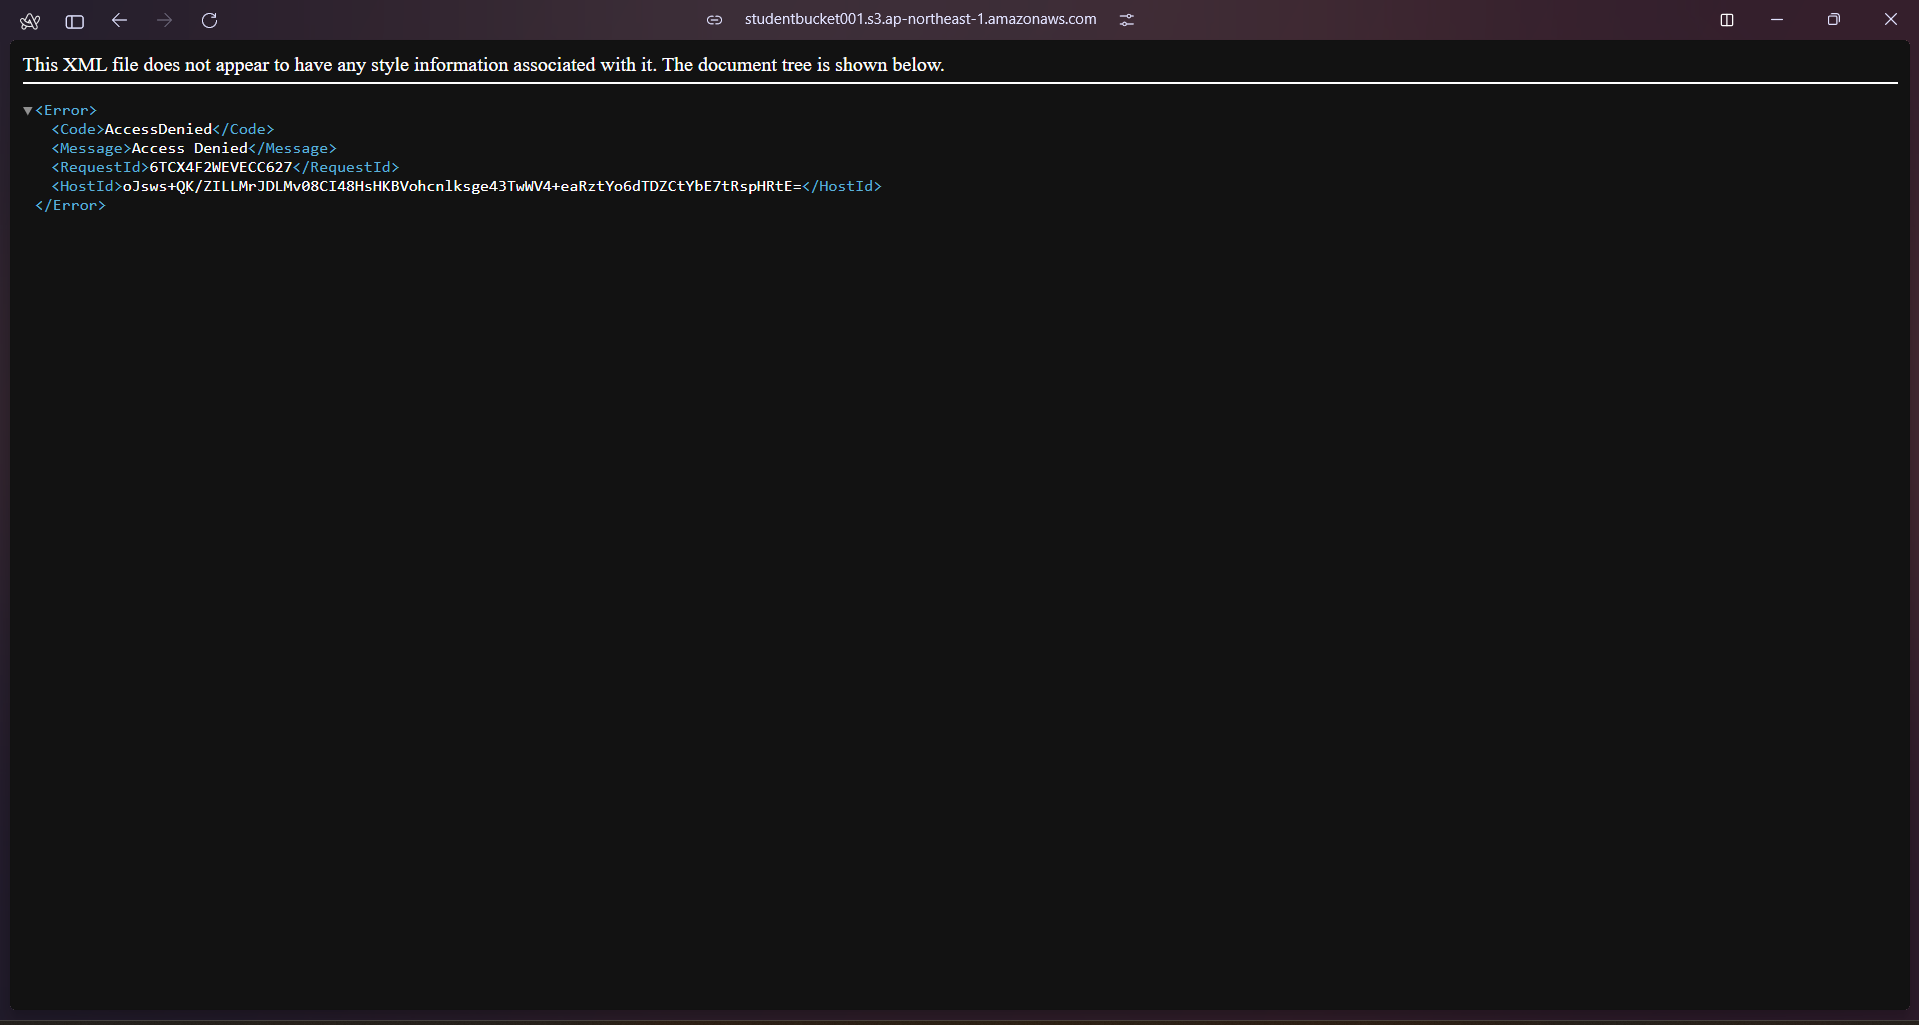 studentbucket001.s3.ap-northeast-1.amazonaws.com
This XML file does not appear to have any style information associated with it. The document tree is shown below.
▼<Error>
<Code>AccessDenied</Code>
<Message>Access Denied</Message>
<RequestId>6TCX4F2WEVECC627</RequestId>
<HostId>oJsws+QK/ZILLMrJDLMv08CI48HsHKBVohcnlksge43TwWV4+eaRztYo6dTDZCtYbE7tRspHRtE=</HostId>
</Error>